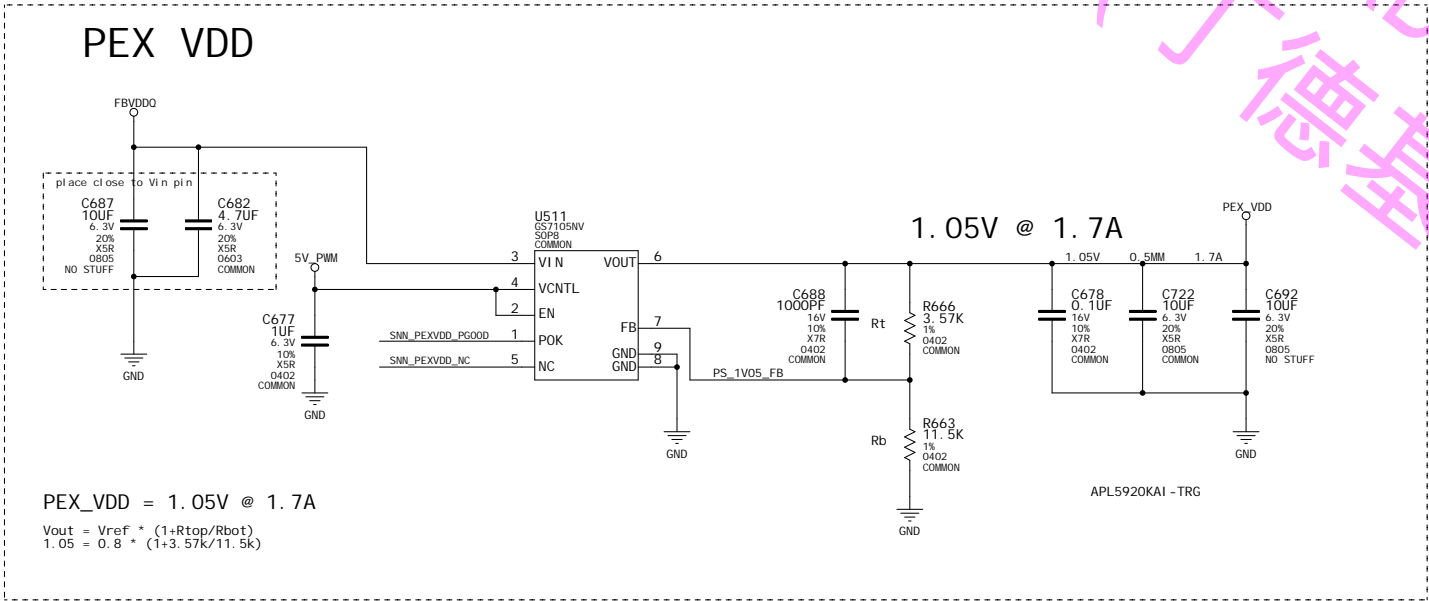 PEX VDD
FBVDDQ
place close to Vin pin
C687
10UF
6.3V
20%
X5R
0805
NO STUFF
C682
4.7UF
6.3V
20%
X5R
0603
COMMON
GND
5V_PWM
C677
1UF
6.3V
10%
X5R
0402
COMMON
GND
SNN_PEXVDD_PGOOD
SNN_PEXVDD_NC
U511
GS7105NV
SOP8
COMMON
3 VIN VOUT 6
4 VCNTL
2 EN
FB 7
1 POK
GND 9
5 NC GND 8
GND
PS_1V05_FB
1.05V @ 1.7A
C688
1000PF
16V
10%
X7R
0402
COMMON
Rt
R666
3.57K
1%
0402
COMMON
Rb
R663
11.5K
1%
0402
COMMON
GND
PEX_VDD
1.05V 0.5MM 1.7A
C678
0.1UF
16V
10%
X7R
0402
COMMON
C722
10UF
6.3V
20%
X5R
0805
COMMON
C692
10UF
6.3V
20%
X5R
0805
NO STUFF
GND
APL5920KAI-TRG
PEX_VDD = 1.05V @ 1.7A
Vout = Vref * (1+Rtop/Rbot)
1.05 = 0.8 * (1+3.57k/11.5k)
(丁德基